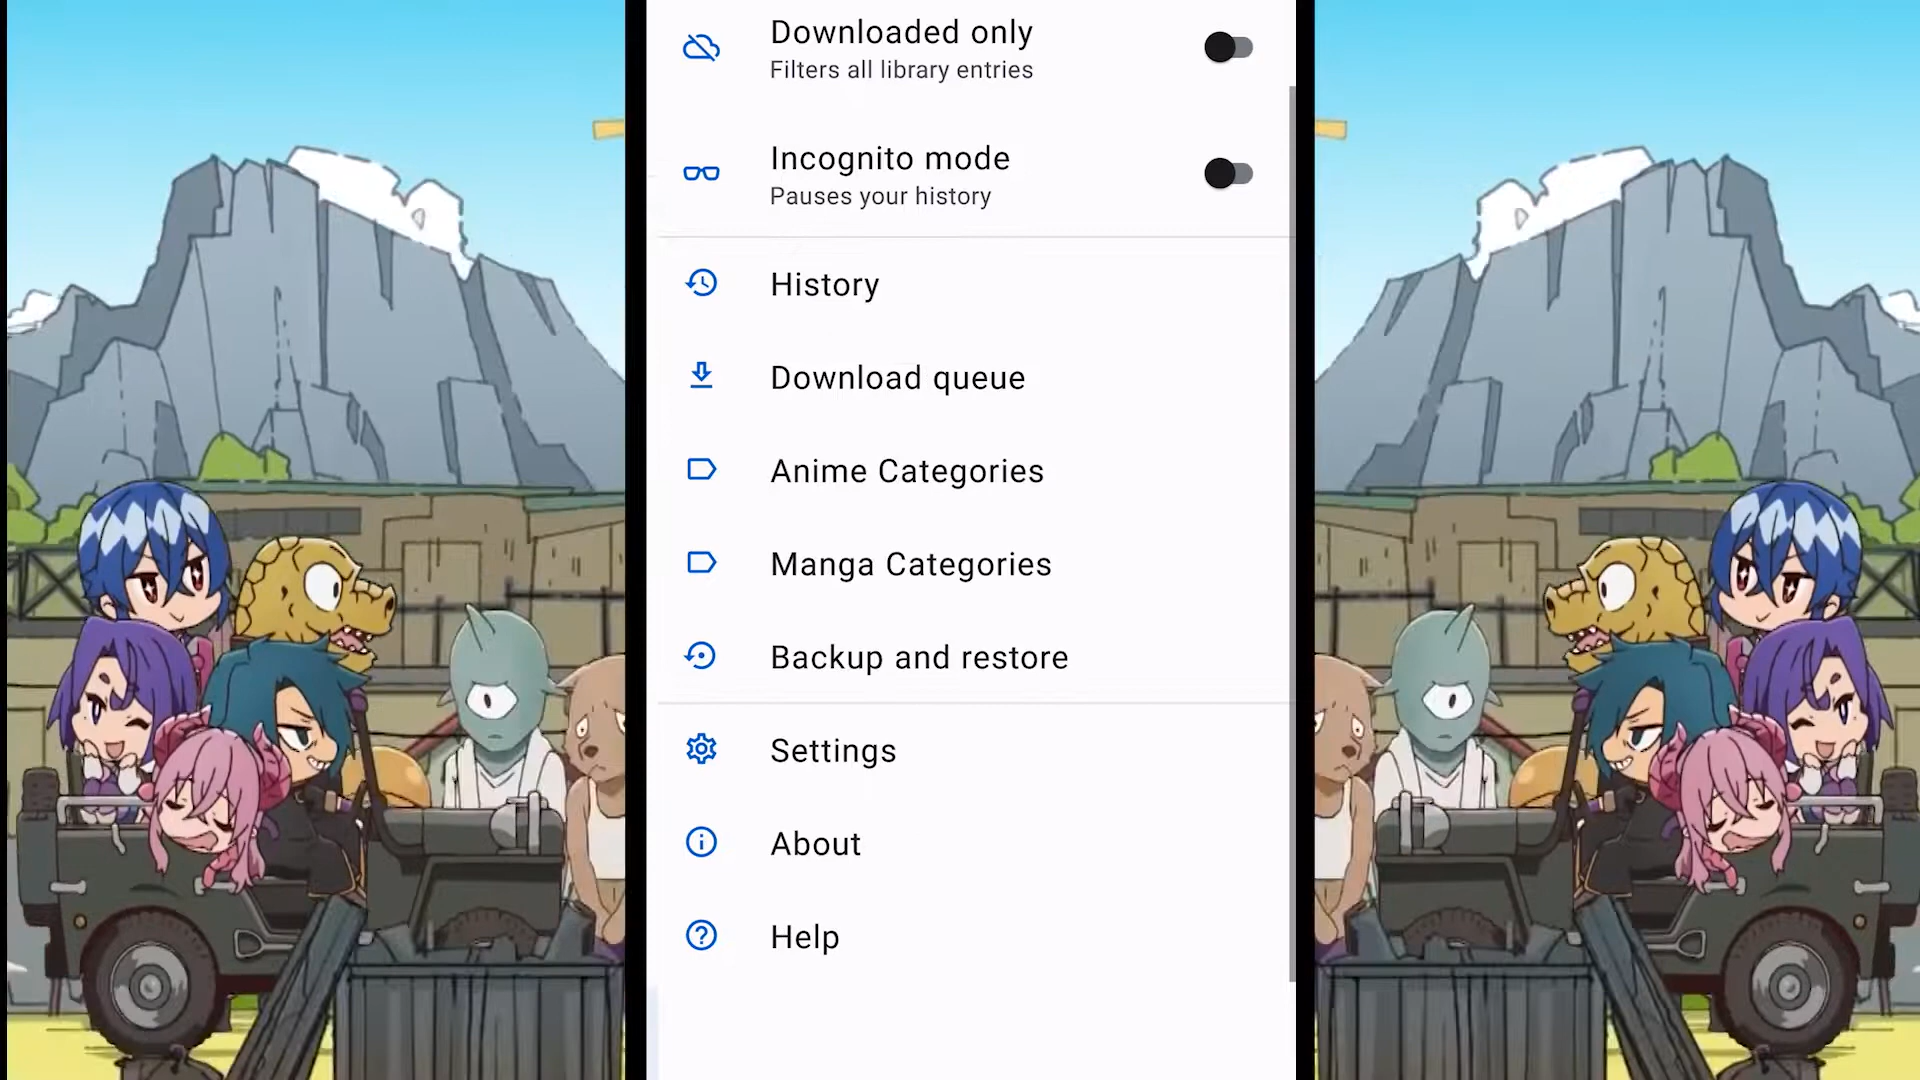 Downloaded only
Filters all library entries
Incognito mode
Pauses your history
History
Download queue
Anime Categories
Manga Categories
Backup and restore
Settings
About
Help